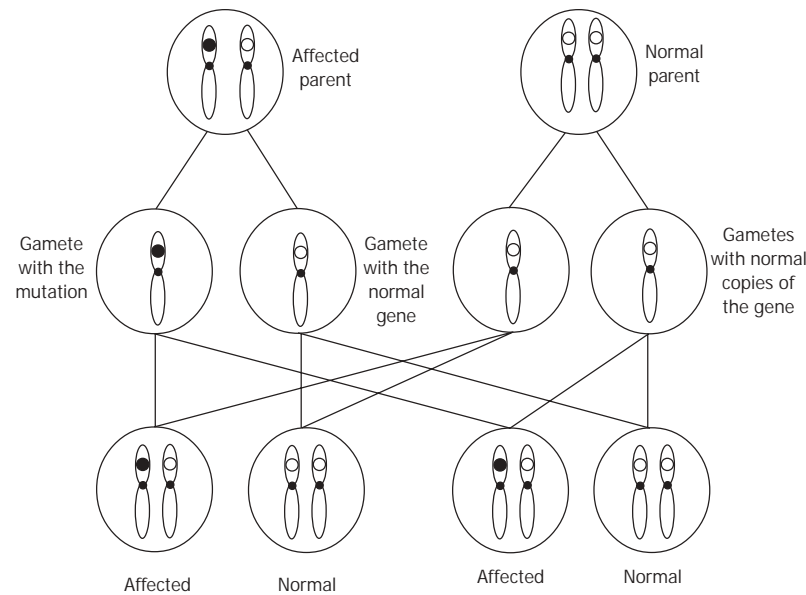 Affected
parent
Normal
parent
Gamete
with the
mutation
Gamete
with the
normal
gene
Gametes
with normal
copies of
the gene
Affected
Normal
Affected
Normal